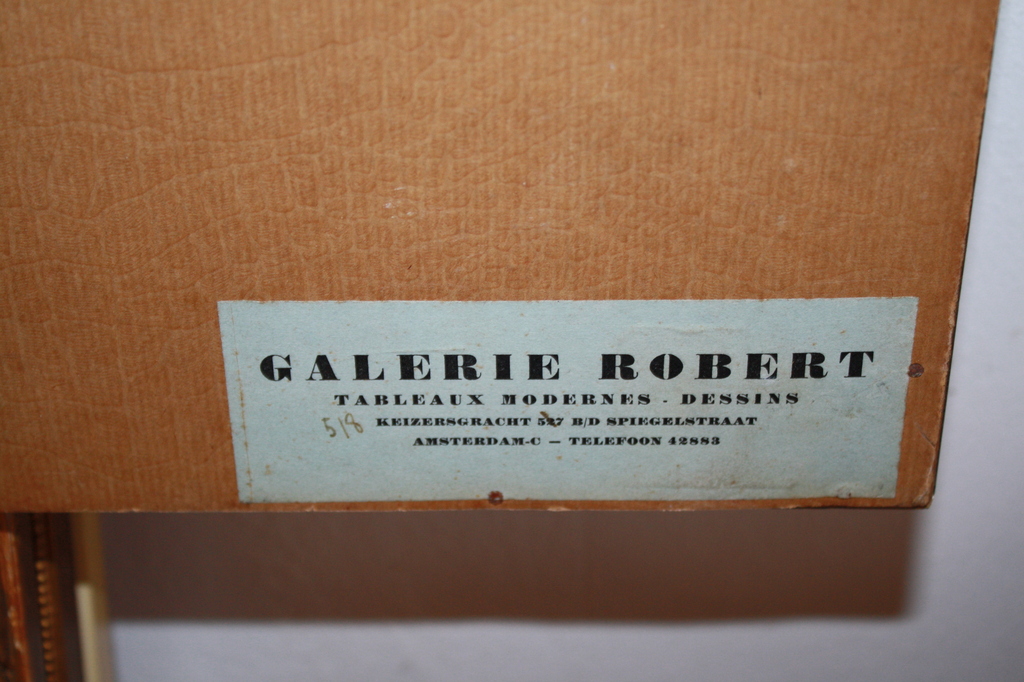 GALERIE ROBERT
TABLEAUX MODERNES - DESSINS
KEIZERSGRACHT 527 B/D SPIEGELSTRAAT
518
AMSTERDAM-C — TELEFOON 42883